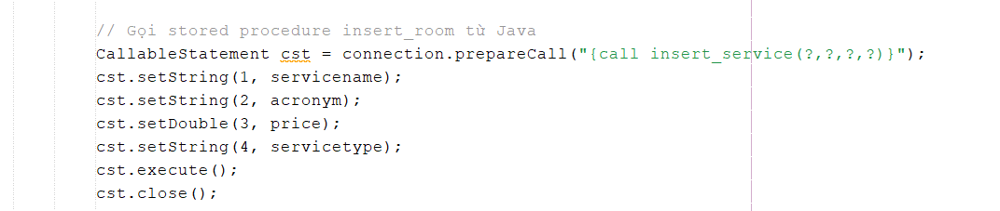 // Gọi stored procedure insert_room từ Java
CallableStatement cst = connection.prepareCall("{call insert_service(?,?,?,?)}");
cst.setString(1, servicename);
cst.setString(2, acronym);
cst.setDouble(3, price);
cst.setString(4, servicetype);
cst.execute();
cst.close();